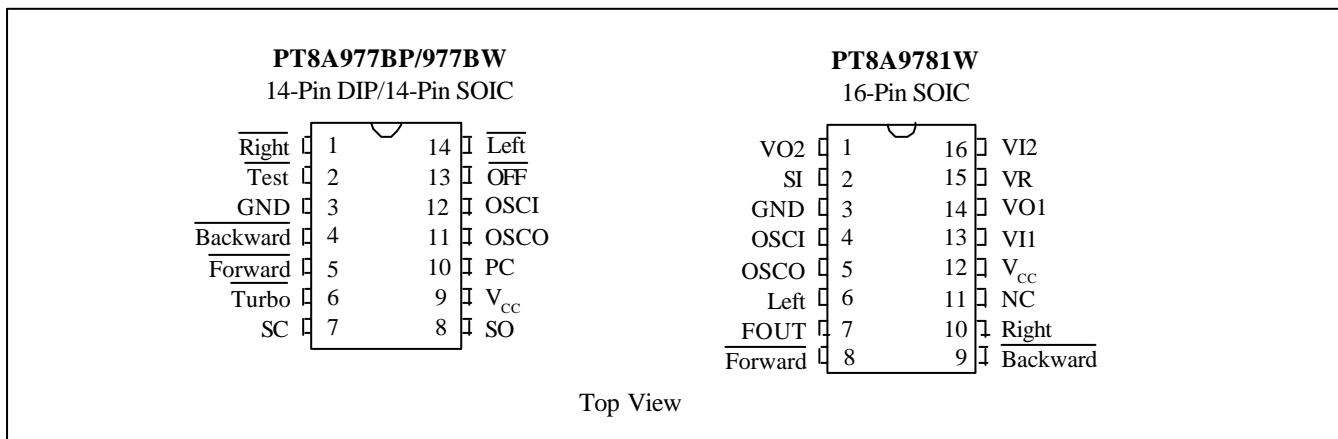 PT8A977BP/977BW
14-Pin DIP/14-Pin SOIC
Right 1 14 Left
Test 2 13 OFF
GND 3 12 OSCI
Backward 4 11 OSCO
Forward 5 10 PC
Turbo 6 9 VCC
SC 7 8 SO
PT8A9781W
16-Pin SOIC
VO2 1 16 VI2
SI 2 15 VR
GND 3 14 VO1
OSCI 4 13 VI1
OSCO 5 12 VCC
Left 6 11 NC
FOUT 7 10 Right
Forward 8 9 Backward
Top View